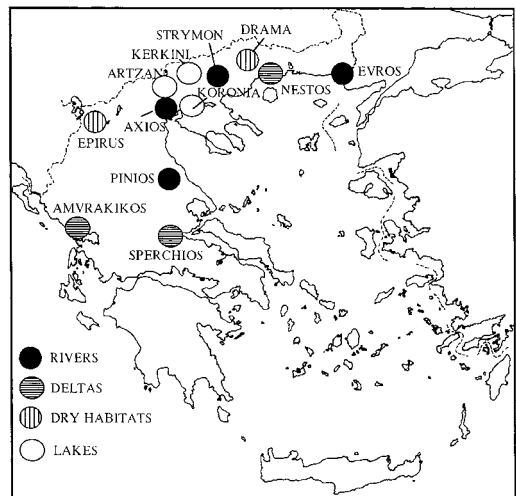 DRAMA
STRYMON
KERKINI
ARTZAN
EVROS
NESTOS
KORONIA
AXIOS
EPIRUS
PINIOS
AMVRAKIKOS
SPERCHIOS
RIVERS
DELTAS
DRY HABITATS
LAKES